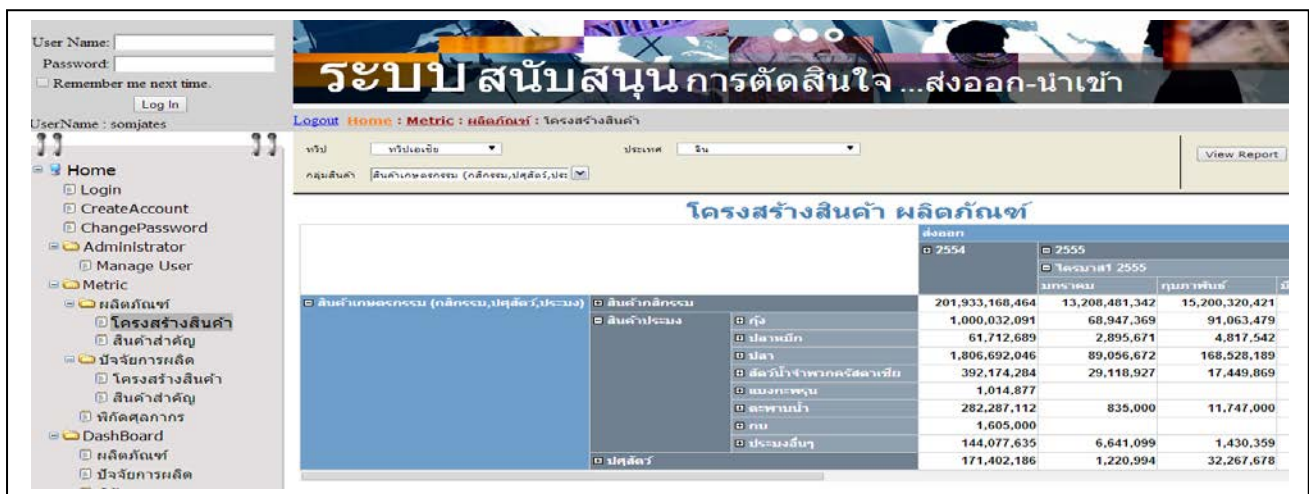 User Name:
Password:
Remember me next time.
Log In
UserName : somjates
Home
Login
CreateAccount
ChangePassword
Administrator
Manage User
Metric
ผลิตภัณฑ์
โครงสร้างสินค้า
สินค้าสำคัญ
ปัจจัยการผลิต
โครงสร้างสินค้า
สินค้าสำคัญ
พิกัดศุลกากร
DashBoard
ผลิตภัณฑ์
ปัจจัยการผลิต
ระบบ สนับสนุน การตัดสินใจ ...ส่งออก-นำเข้า
Logout Home : Metric : ผลิตภัณฑ์ : โครงสร้างสินค้า
ทวีป ทวีปเอเชีย ประเทศ จีน View Report
กลุ่มสินค้า สินค้าเกษตรกรรม (กสิกรรม,ปศุสัตว์,ประ
โครงสร้างสินค้า ผลิตภัณฑ์
ส่งออก
2554 2555
ไตรมาส1 2555
มกราคม กุมภาพันธ์
สินค้าเกษตรกรรม (กสิกรรม,ปศุสัตว์,ประมง) สินค้ากสิกรรม 201,933,168,464 13,208,481,342 15,200,320,421
สินค้าประมง กุ้ง 1,000,032,091 68,947,369 91,063,479
ปลาหมึก 61,712,689 2,895,671 4,817,542
ปลา 1,806,692,046 89,056,672 168,528,189
สัตว์น้ำจำพวกครัสตาเซีย 392,174,284 29,118,927 17,449,869
แมงกะพรุน 1,014,877
ตะพาบน้ำ 282,287,112 835,000 11,747,000
กบ 1,605,000
ประมงอื่นๆ 144,077,635 6,641,099 1,430,359
ปศุสัตว์ 171,402,186 1,220,994 32,267,678